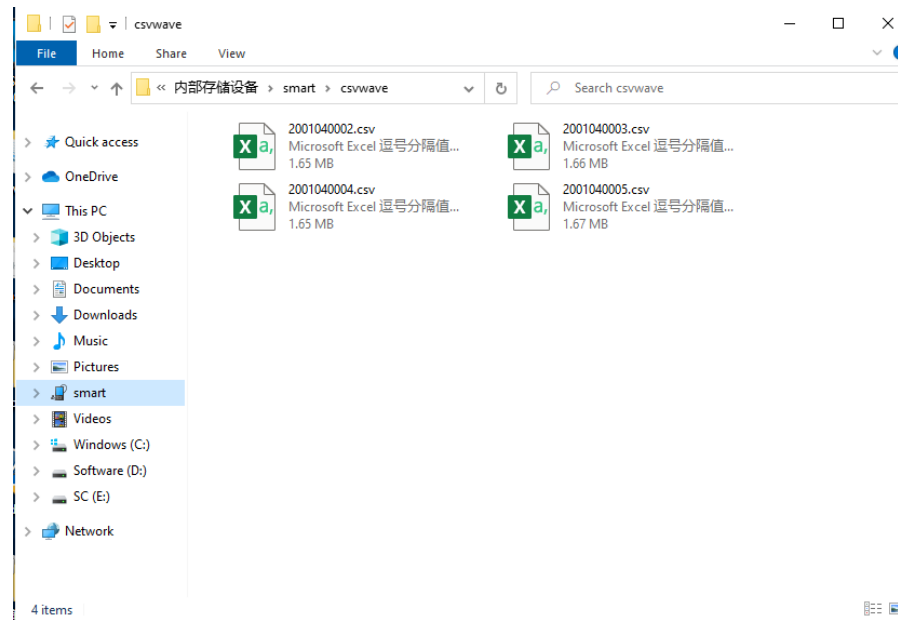 csvwave
File Home Share View
« 内部存储设备 › smart › csvwave
Search csvwave
Quick access
OneDrive
This PC
3D Objects
Desktop
Documents
Downloads
Music
Pictures
smart
Videos
Windows (C:)
Software (D:)
SC (E:)
Network
2001040002.csv
Microsoft Excel 逗号分隔值...
1.65 MB
2001040003.csv
Microsoft Excel 逗号分隔值...
1.66 MB
2001040004.csv
Microsoft Excel 逗号分隔值...
1.65 MB
2001040005.csv
Microsoft Excel 逗号分隔值...
1.67 MB
4 items